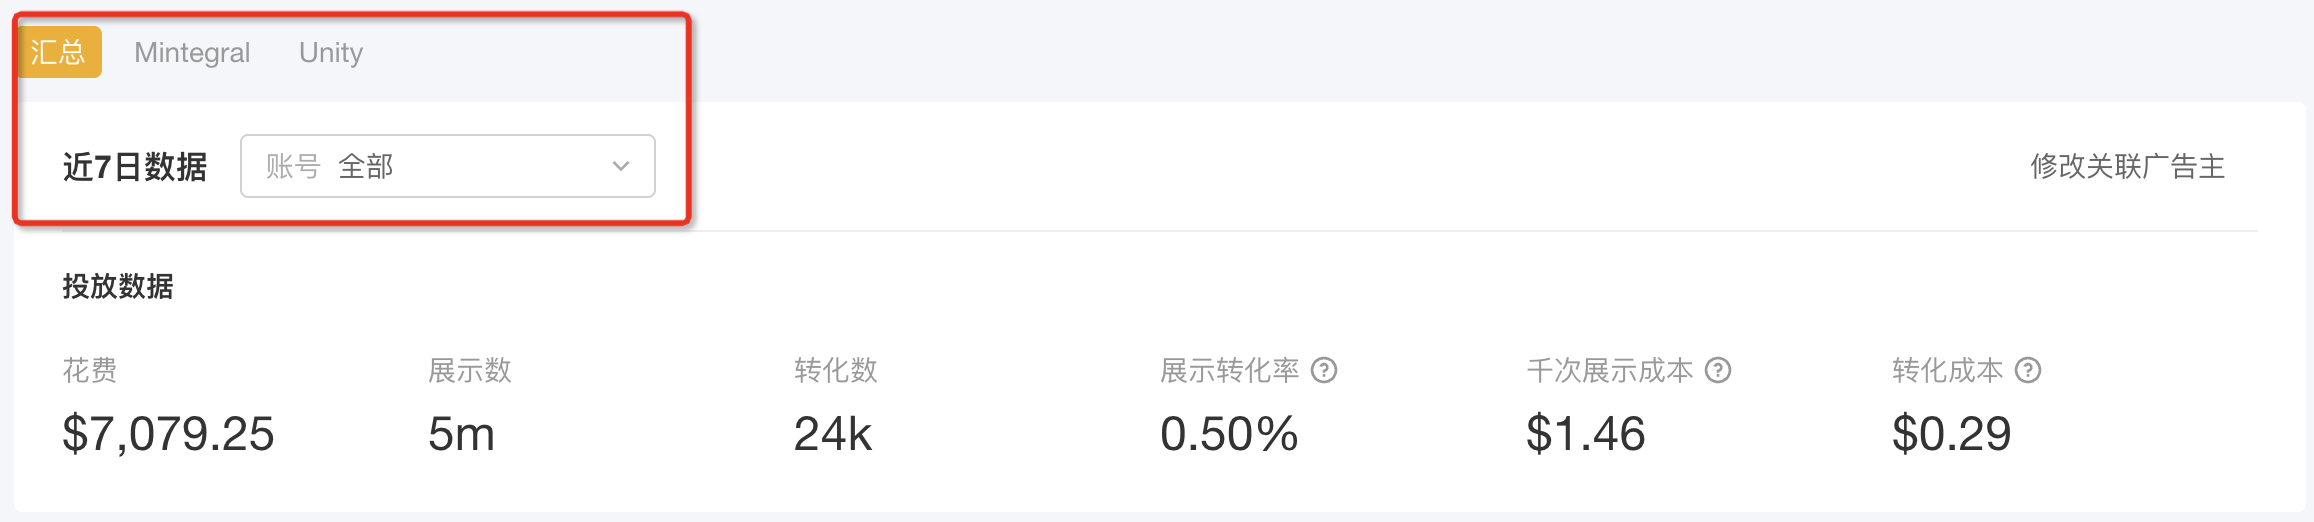 汇总 Mintegral Unity
近7日数据 账号 全部 修改关联广告主
投放数据
花费 展示数 转化数 展示转化率 ? 千次展示成本 ? 转化成本 ?
$7,079.25 5m 24k 0.50% $1.46 $0.29